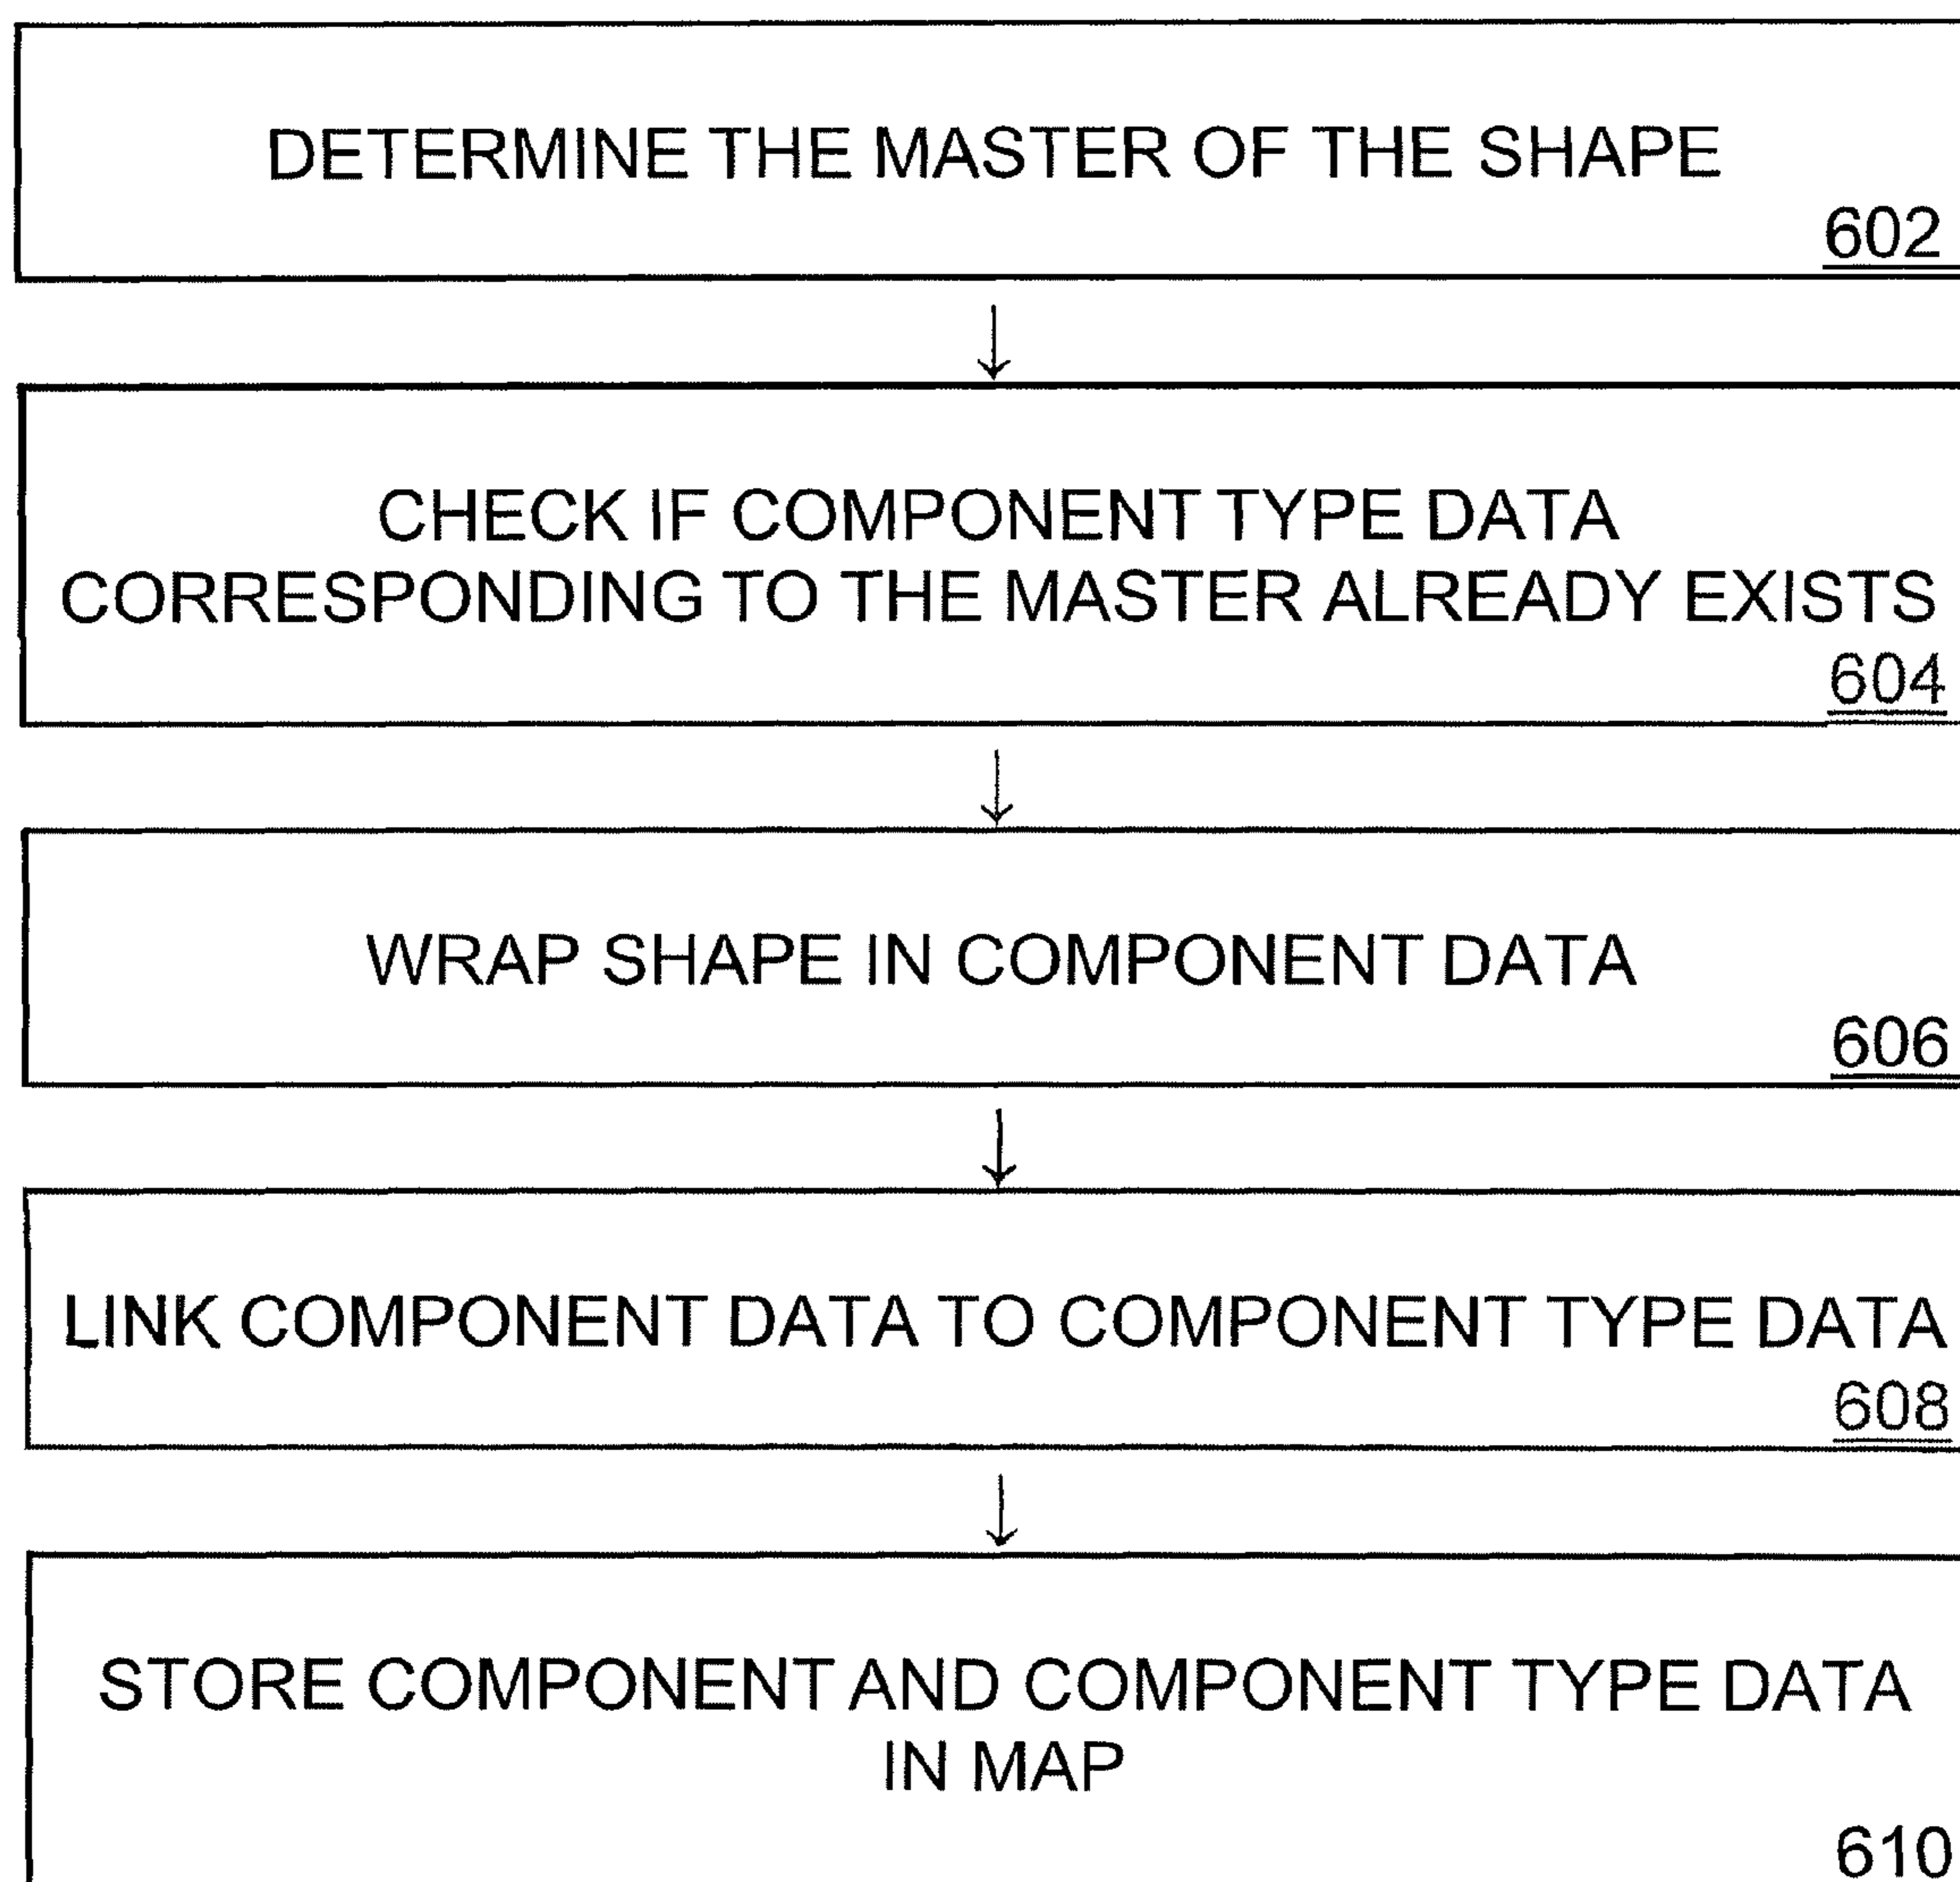 DETERMINE THE MASTER OF THE SHAPE
602
CHECK IF COMPONENT TYPE DATA
CORRESPONDING TO THE MASTER ALREADY EXISTS
604
WRAP SHAPE IN COMPONENT DATA
606
LINK COMPONENT DATA TO COMPONENT TYPE DATA
608
STORE COMPONENT AND COMPONENT TYPE DATA
IN MAP
610